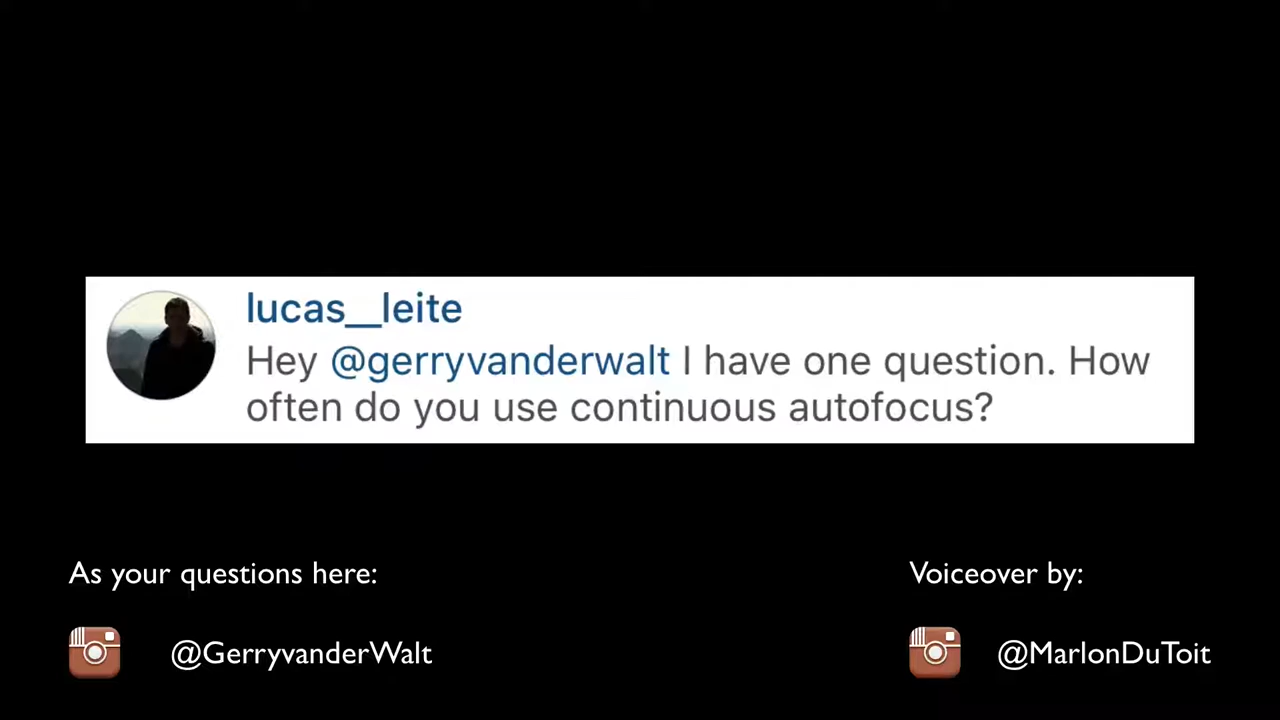 lucas__leite
Hey @gerryvanderwalt I have one question. How
often do you use continuous autofocus?
As your questions here:
Voiceover by:
@GerryvanderWalt
@MarlonDuToit